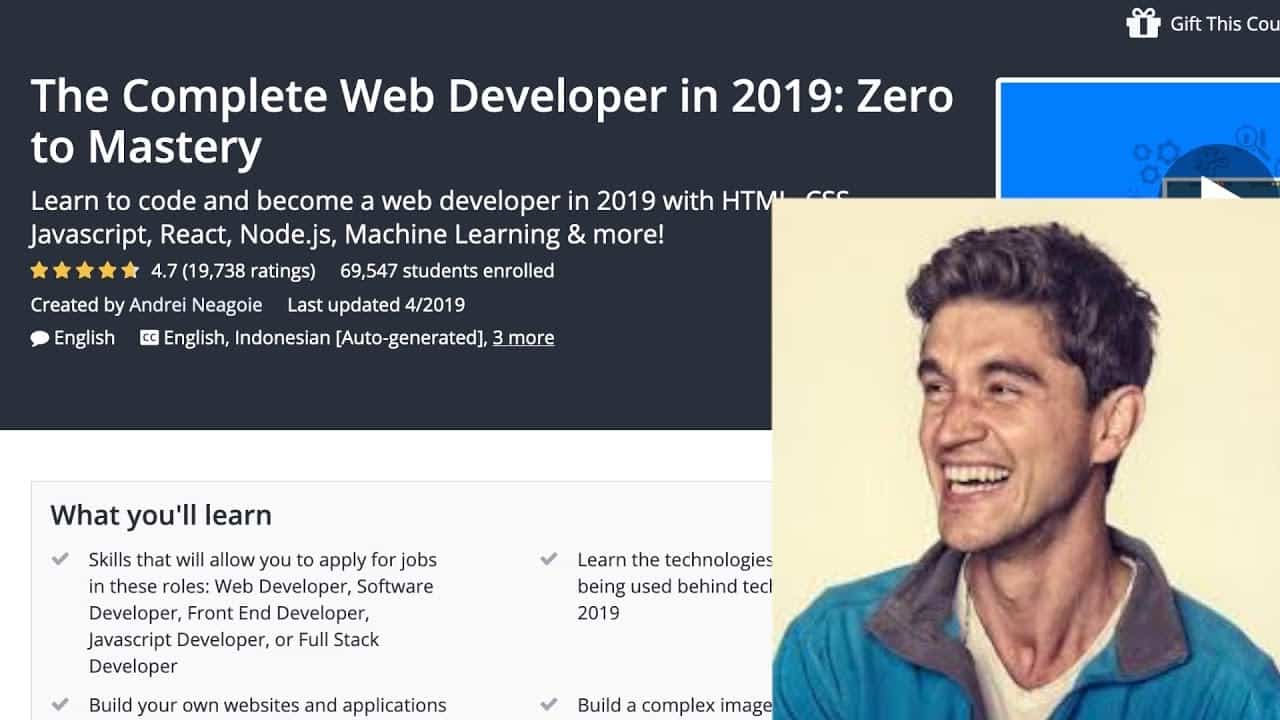 Gift This Cou
The Complete Web Developer in 2019: Zero
to Mastery
Learn to code and become a web developer in 2019 with HTML, CSS,
Javascript, React, Node.js, Machine Learning & more!
4.7 (19,738 ratings) 69,547 students enrolled
Created by Andrei Neagoie Last updated 4/2019
English CC English, Indonesian [Auto-generated], 3 more
What you'll learn
Skills that will allow you to apply for jobs
in these roles: Web Developer, Software
Developer, Front End Developer,
Javascript Developer, or Full Stack
Developer
Learn the technologies
being used behind tec
2019
Build your own websites and applications
Build a complex image